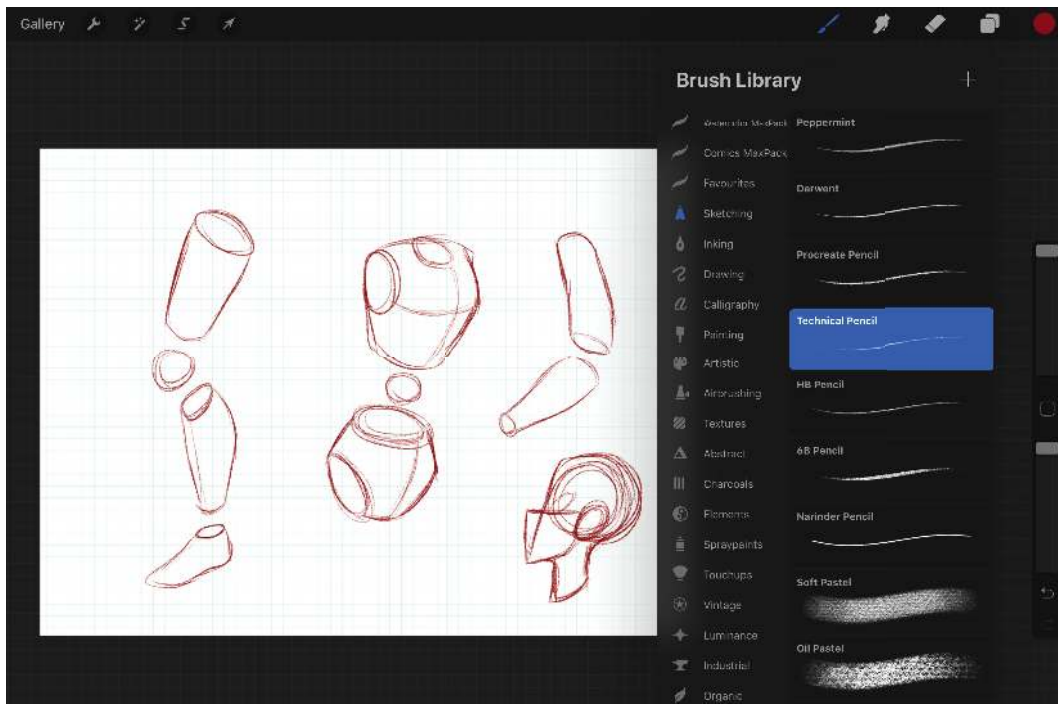 Gallery
Brush Library
Watercolor MaxPack
Comics MaxPack
Favourites
Sketching
Inking
Drawing
Calligraphy
Painting
Artistic
Airbrushing
Textures
Abstract
Charcoals
Elements
Spraypaints
Touchups
Vintage
Luminance
Industrial
Organic
Peppermint
Derwent
Procreate Pencil
Technical Pencil
HB Pencil
6B Pencil
Narinder Pencil
Soft Pastel
Oil Pastel